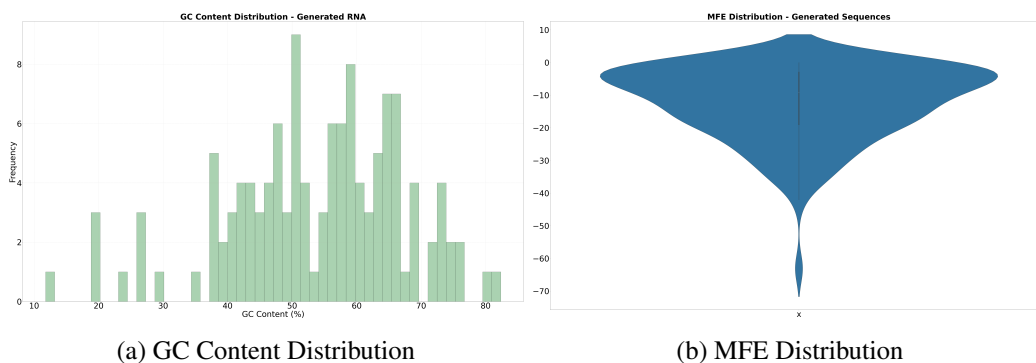 GC Content Distribution - Generated RNA
8
6
4
2
0
Frequency
10 20 30 40 50 60 70 80
GC Content (%)
(a) GC Content Distribution
MFE Distribution - Generated Sequences
10
0
−10
−20
−30
−40
−50
−60
−70
x
(b) MFE Distribution